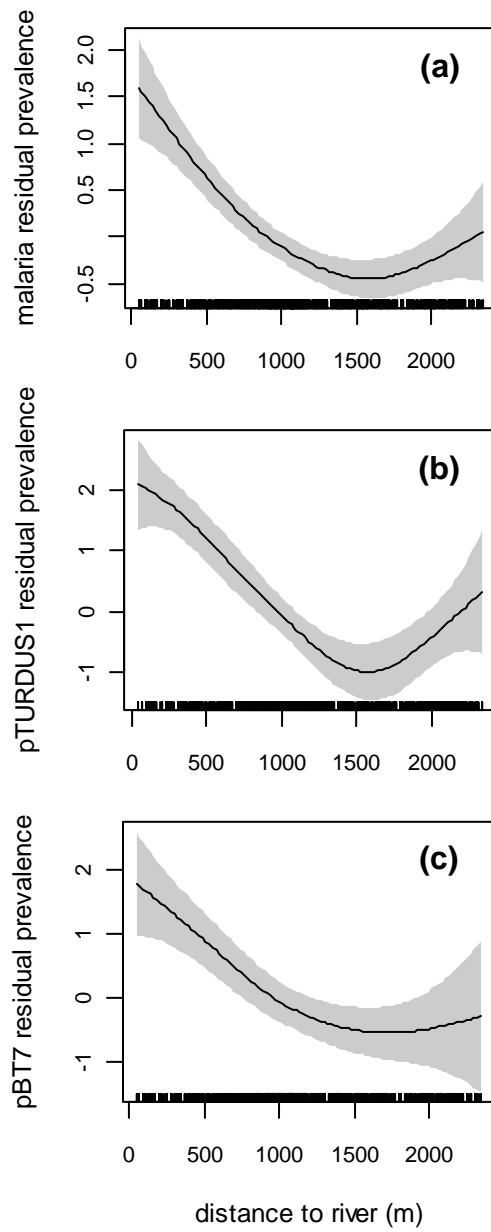 (a)
malaria residual prevalence
2.0
1.5
1.0
0.5
-0.5
0 500 1000 1500 2000
(b)
pTURDUS1 residual prevalence
2
1
0
-1
0 500 1000 1500 2000
(c)
pBT7 residual prevalence
2
1
0
-1
0 500 1000 1500 2000
distance to river (m)